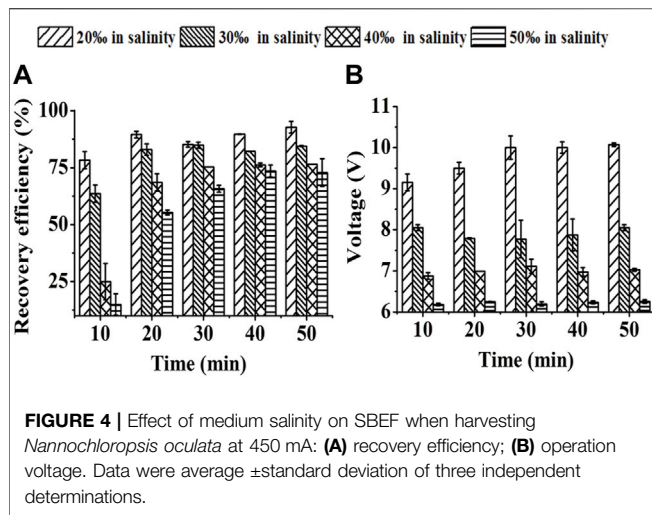 20‰ in salinity 30‰ in salinity 40‰ in salinity 50‰ in salinity
A
Recovery efficiency (%)
100
75
50
25
10 20 30 40 50
Time (min)
B
Voltage (V)
11
10
9
8
7
6
10 20 30 40 50
Time (min)
FIGURE 4 | Effect of medium salinity on SBEF when harvesting
Nannochloropsis oculata at 450 mA: (A) recovery efficiency; (B) operation
voltage. Data were average ±standard deviation of three independent
determinations.